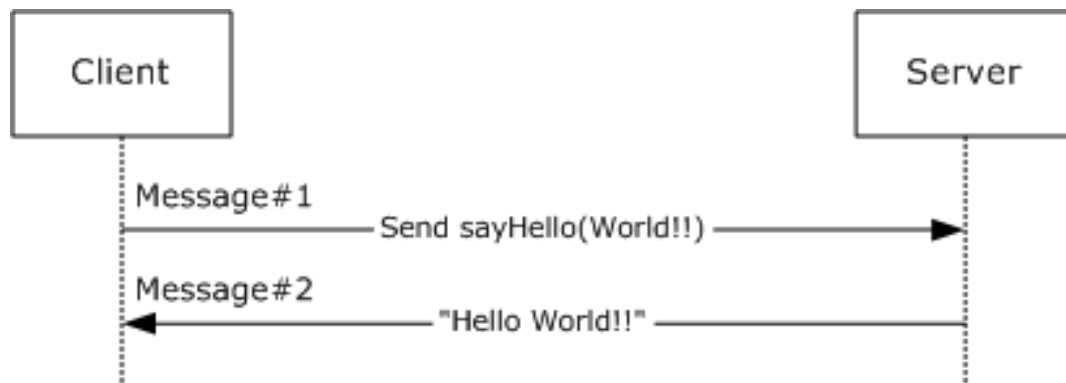 Client
Server
Message#1
Send sayHello(World!!)
Message#2
"Hello World!!"